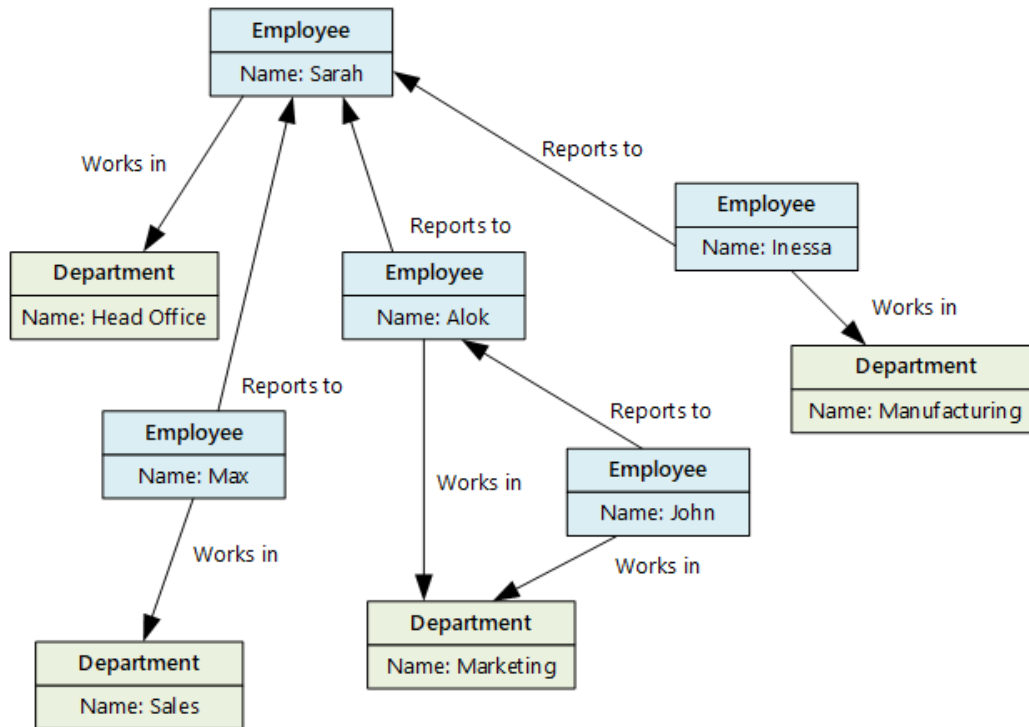 Employee
Name: Sarah
Works in
Reports to
Employee
Name: Inessa
Reports to
Department
Name: Head Office
Employee
Name: Alok
Works in
Department
Name: Manufacturing
Reports to
Employee
Name: Max
Reports to
Employee
Name: John
Works in
Works in
Works in
Department
Name: Marketing
Department
Name: Sales